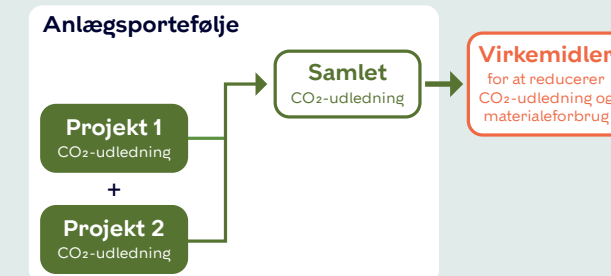 Anlægsportefølje
Samlet
CO₂-udledning
Virkemidler
for at reducerer
CO₂-udledning og
materialeforbrug
Projekt 1
CO₂-udledning
+
Projekt 2
CO₂-udledning